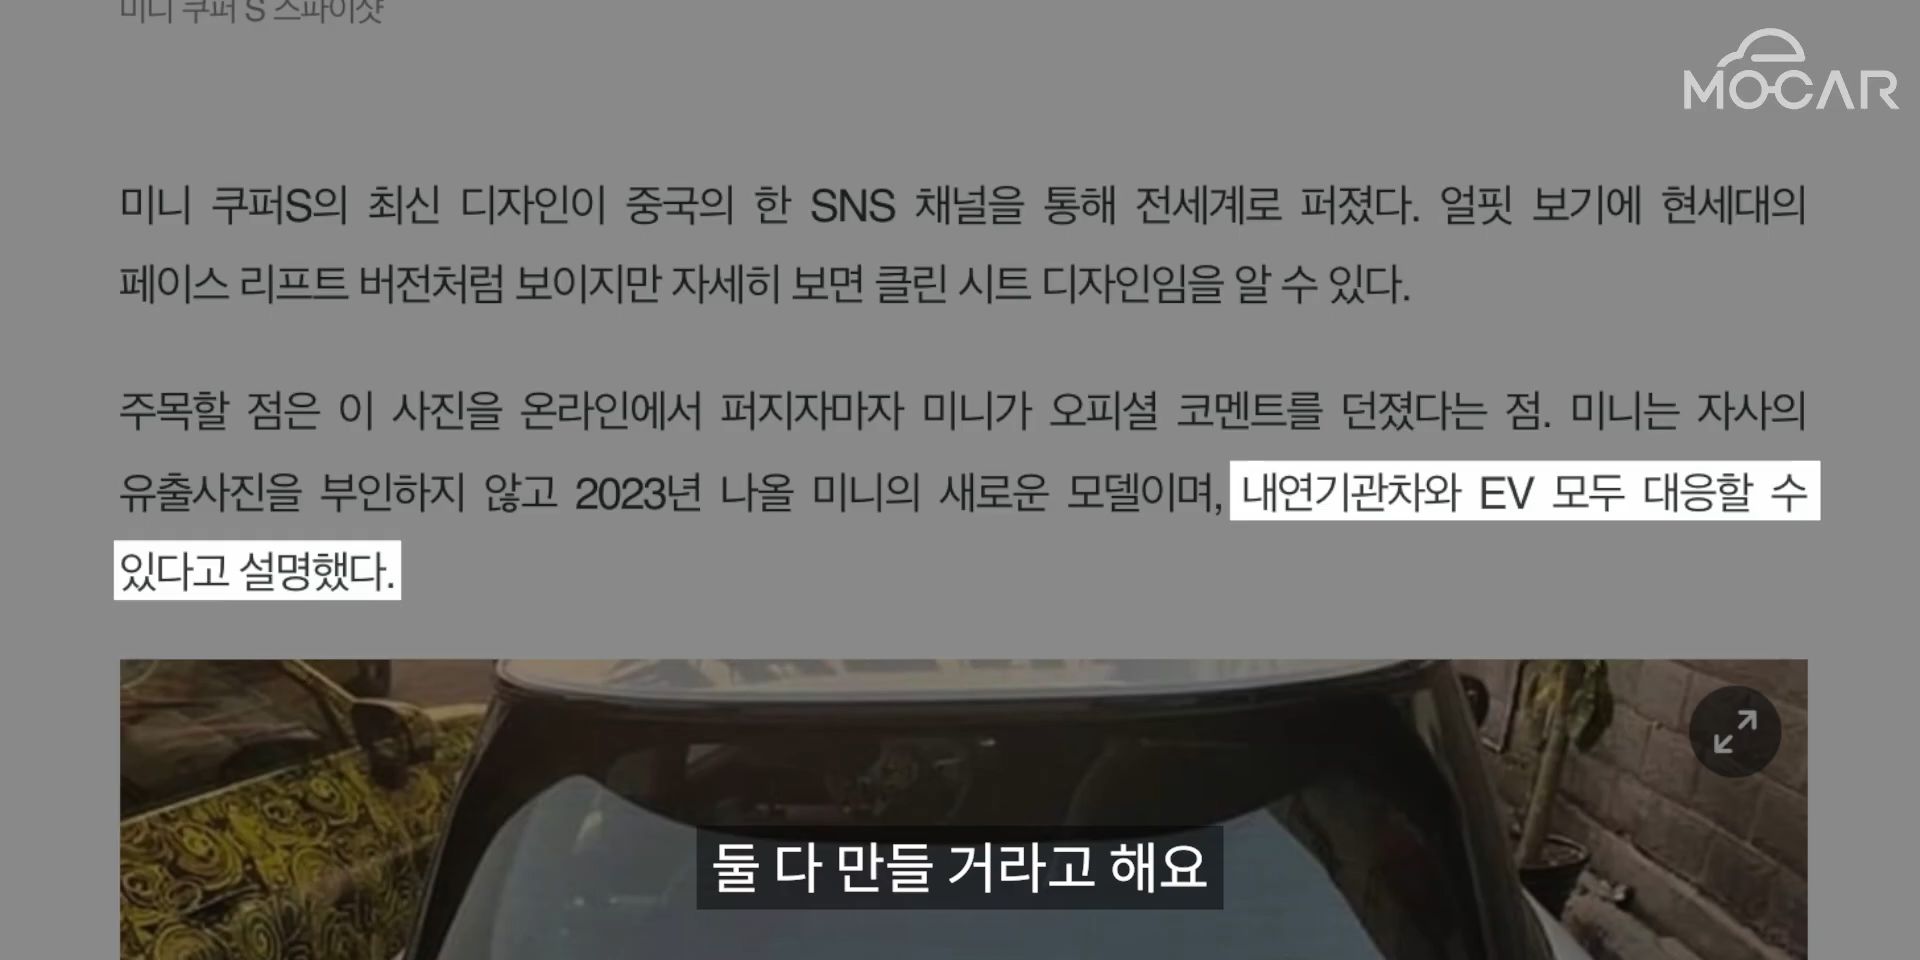 미니 쿠퍼 S 스파이샷
MOCAR
미니 쿠퍼S의 최신 디자인이 중국의 한 SNS 채널을 통해 전세계로 퍼졌다. 얼핏 보기에 현세대의
페이스 리프트 버전처럼 보이지만 자세히 보면 클린 시트 디자인임을 알 수 있다.
주목할 점은 이 사진을 온라인에서 퍼지자마자 미니가 오피셜 코멘트를 던졌다는 점. 미니는 자사의
유출사진을 부인하지 않고 2023년 나올 미니의 새로운 모델이며, 내연기관차와 EV 모두 대응할 수
있다고 설명했다.
둘 다 만들 거라고 해요